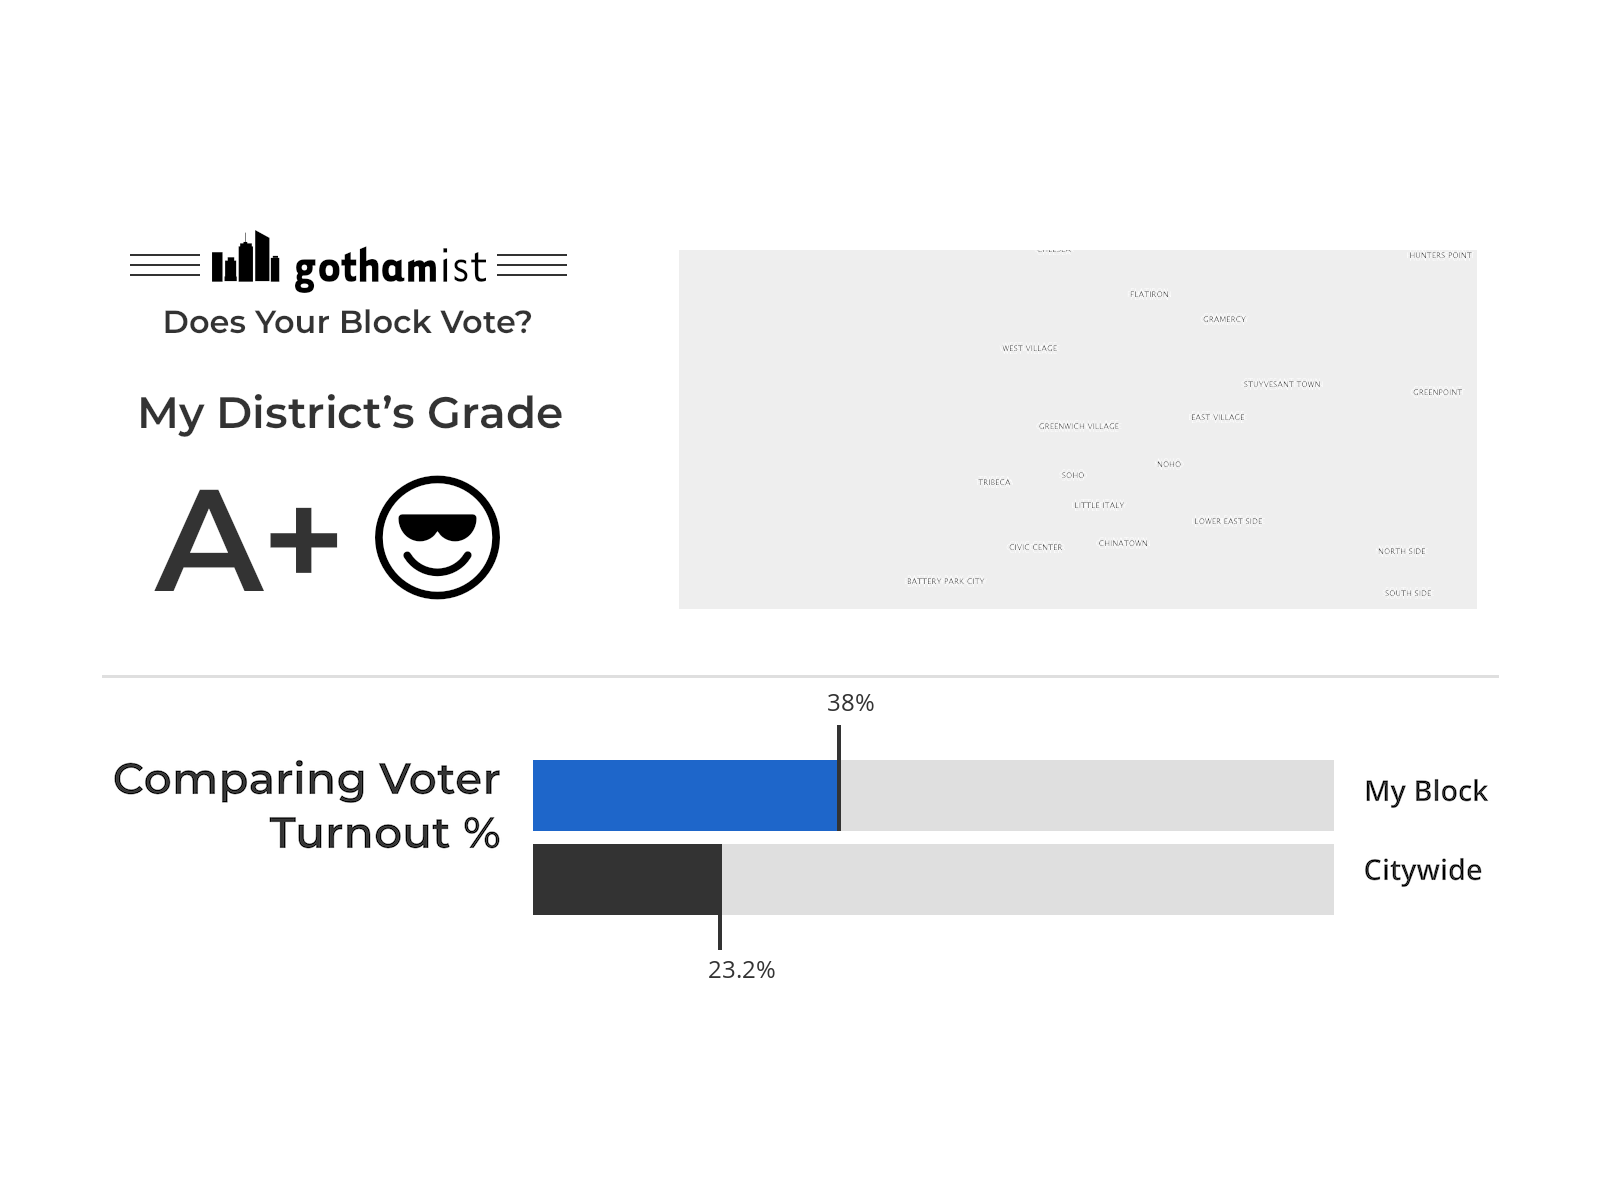 gothamist
Does Your Block Vote?
My District’s Grade
A+
CHELSEA
HUNTERS POINT
FLATIRON
GRAMERCY
WEST VILLAGE
STUYVESANT TOWN
GREENPOINT
EAST VILLAGE
GREENWICH VILLAGE
NOHO
SOHO
TRIBECA
LITTLE ITALY
LOWER EAST SIDE
CHINATOWN
CIVIC CENTER
NORTH SIDE
BATTERY PARK CITY
SOUTH SIDE
Comparing Voter
Turnout %
38%
My Block
Citywide
23.2%